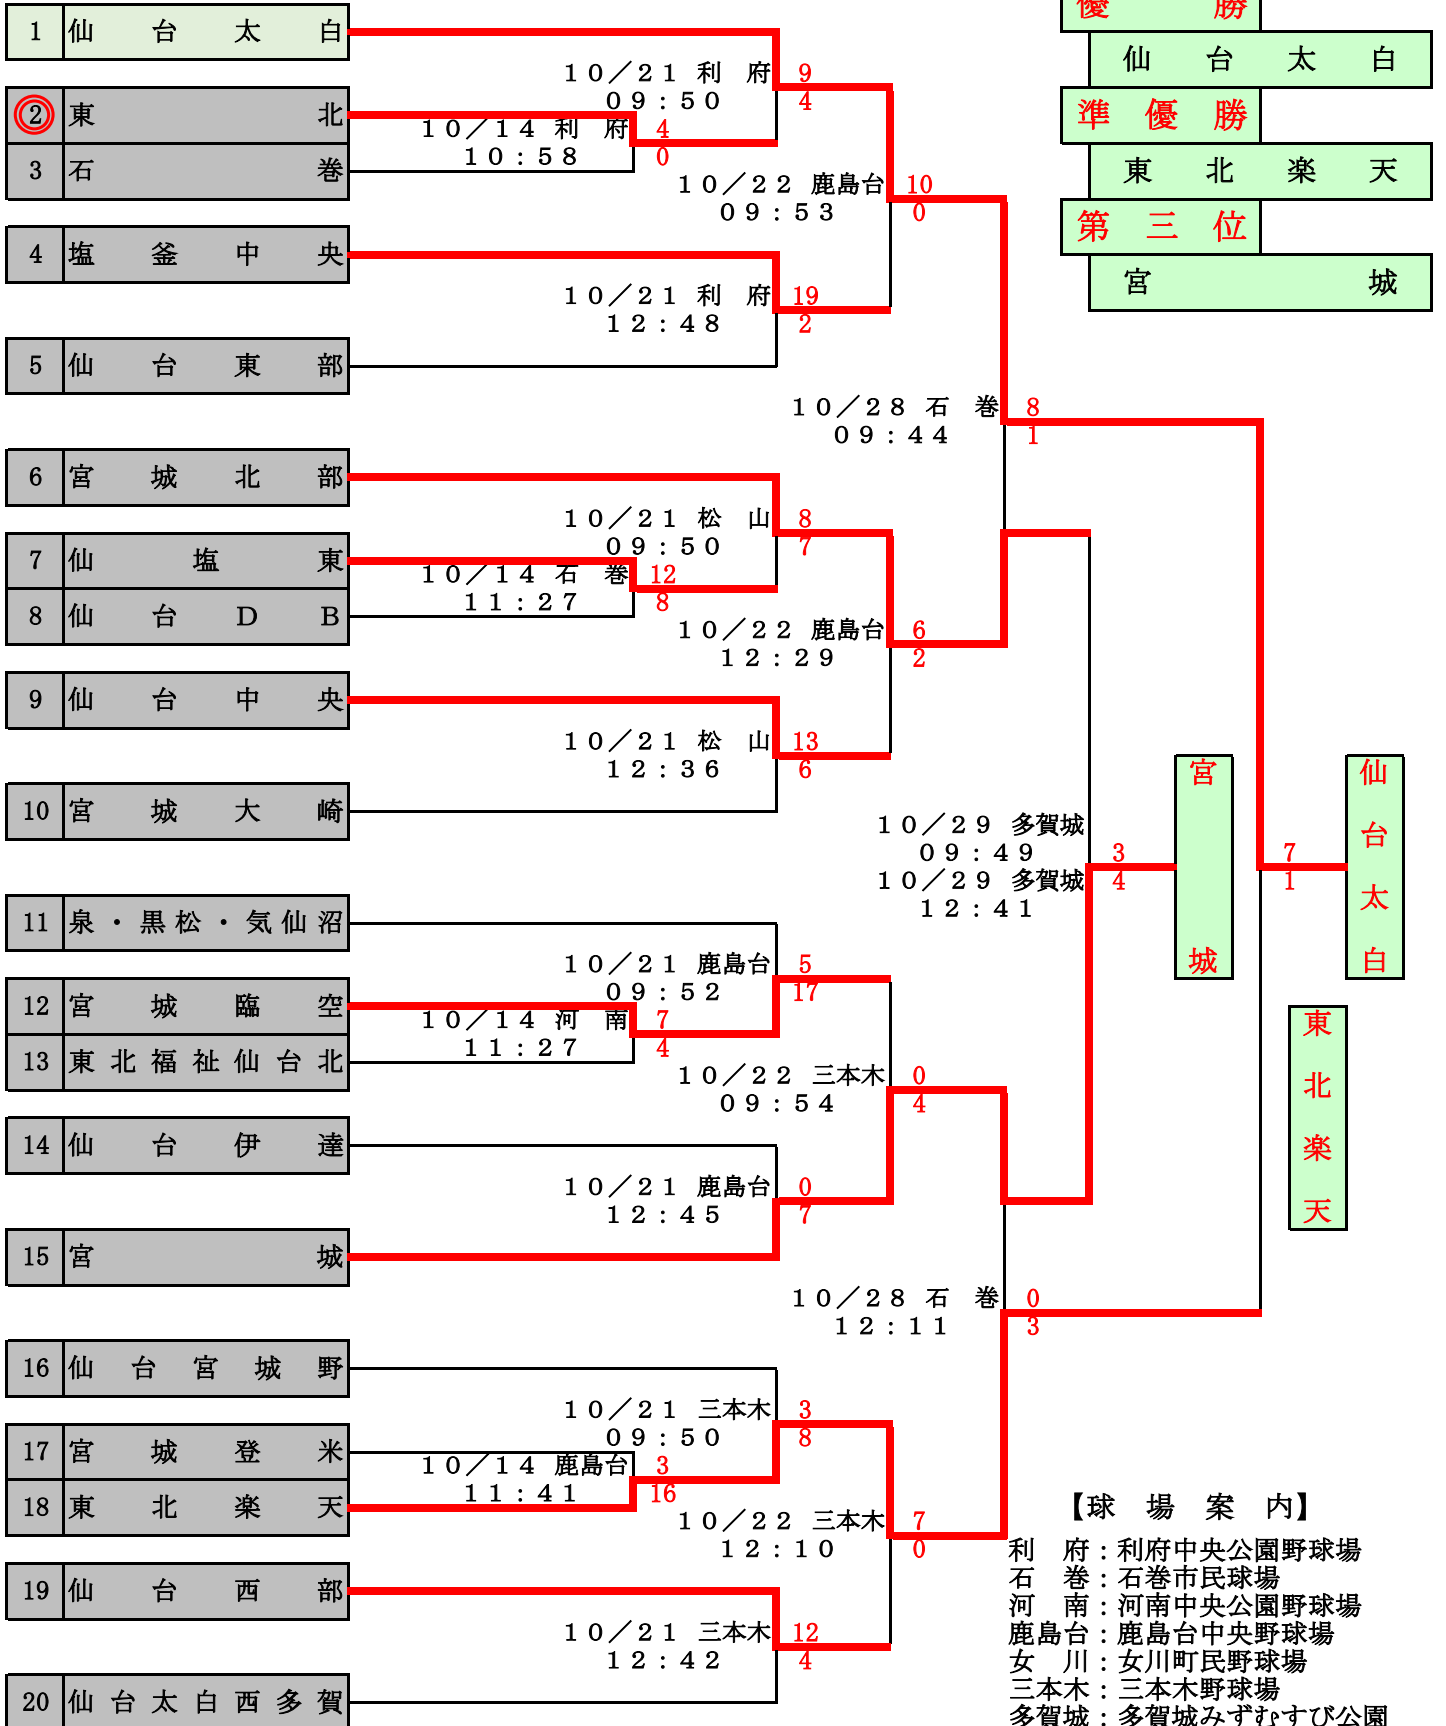 1 仙台太白
2 東北
3 石巻
4 塩釜中央
5 仙台東部
6 宮城北部
7 仙塩東
8 仙台DB
9 仙台中央
10 宮城大崎
11 泉・黒松・気仙沼
12 宮城臨空
13 東北福祉仙台北
14 仙台伊達
15 宮城
16 仙台宮城野
17 宮城登米
18 東北楽天
19 仙台西部
20 仙台太白西多賀
10/14 利 府
10:58
4
0
10/14 石 巻
11:27
12
8
10/14 河 南
11:27
7
4
10/14 鹿島台
11:41
3
16
10/21 利 府
09:50
9
4
10/21 利 府
12:48
19
2
10/21 松 山
09:50
8
7
10/21 松 山
12:36
13
6
10/21 鹿島台
09:52
5
17
10/21 鹿島台
12:45
0
7
10/21 三本木
09:50
3
8
10/21 三本木
12:42
12
4
10/22 鹿島台
09:53
10
0
10/22 鹿島台
12:29
6
2
10/22 三本木
09:54
0
4
10/22 三本木
12:10
7
0
10/28 石 巻
09:44
8
1
10/28 石 巻
12:11
0
3
10/29 多賀城
09:49
10/29 多賀城
12:41
3
4
7
1
宮城
仙台太白
東北楽天
優勝
仙台太白
準優勝
東北楽天
第三位
宮城
【球 場 案 内】
利 府:利府中央公園野球場
石 巻:石巻市民球場
河 南:河南中央公園野球場
鹿島台:鹿島台中央野球場
女 川:女川町民野球場
三本木:三本木野球場
多賀城:多賀城みずむすび公園